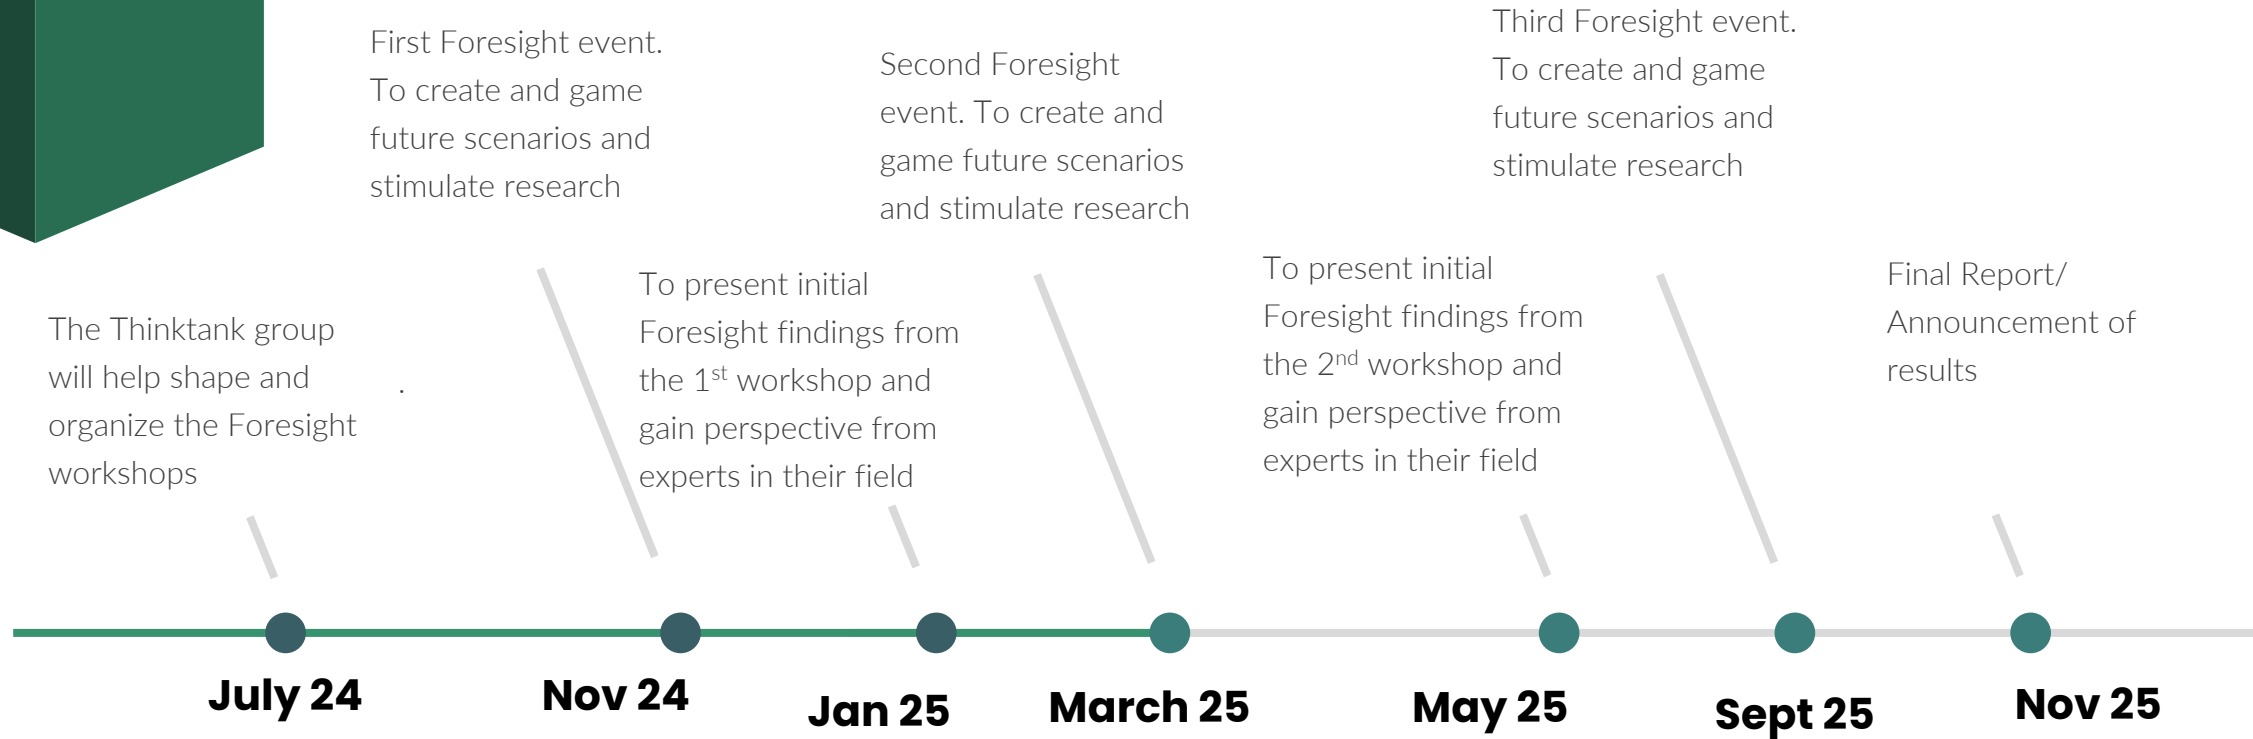 First Foresight event.
To create and game
future scenarios and
stimulate research
Second Foresight
event. To create and
game future scenarios
and stimulate research
Third Foresight event.
To create and game
future scenarios and
stimulate research
The Thinktank group
will help shape and
organize the Foresight
workshops
.
To present initial
Foresight findings from
the 1st workshop and
gain perspective from
experts in their field
To present initial
Foresight findings from
the 2nd workshop and
gain perspective from
experts in their field
Final Report/
Announcement of
results
July 24
Nov 24
Jan 25
March 25
May 25
Sept 25
Nov 25